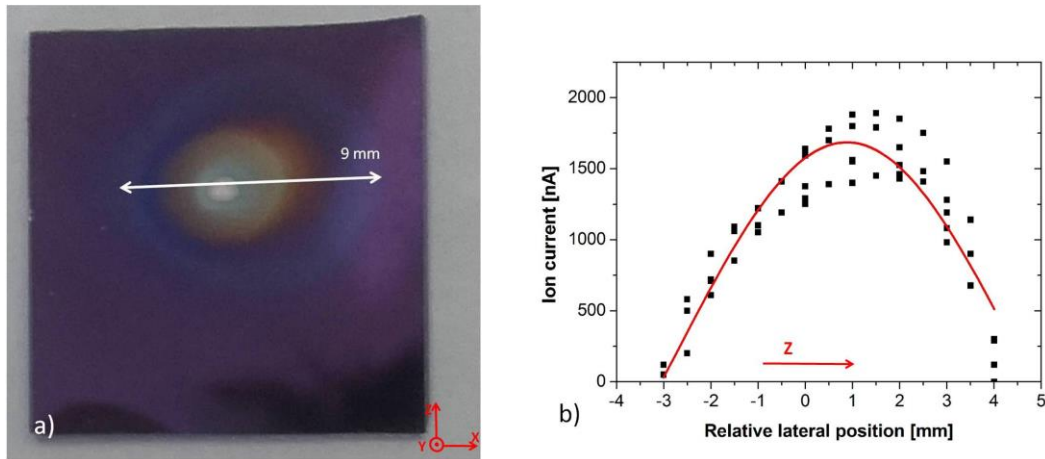 9 mm
a)
Z
Y
X
Ion current [nA]
2000
1500
1000
500
0
Z
-4
-3
-2
-1
0
1
2
3
4
5
Relative lateral position [mm]
b)